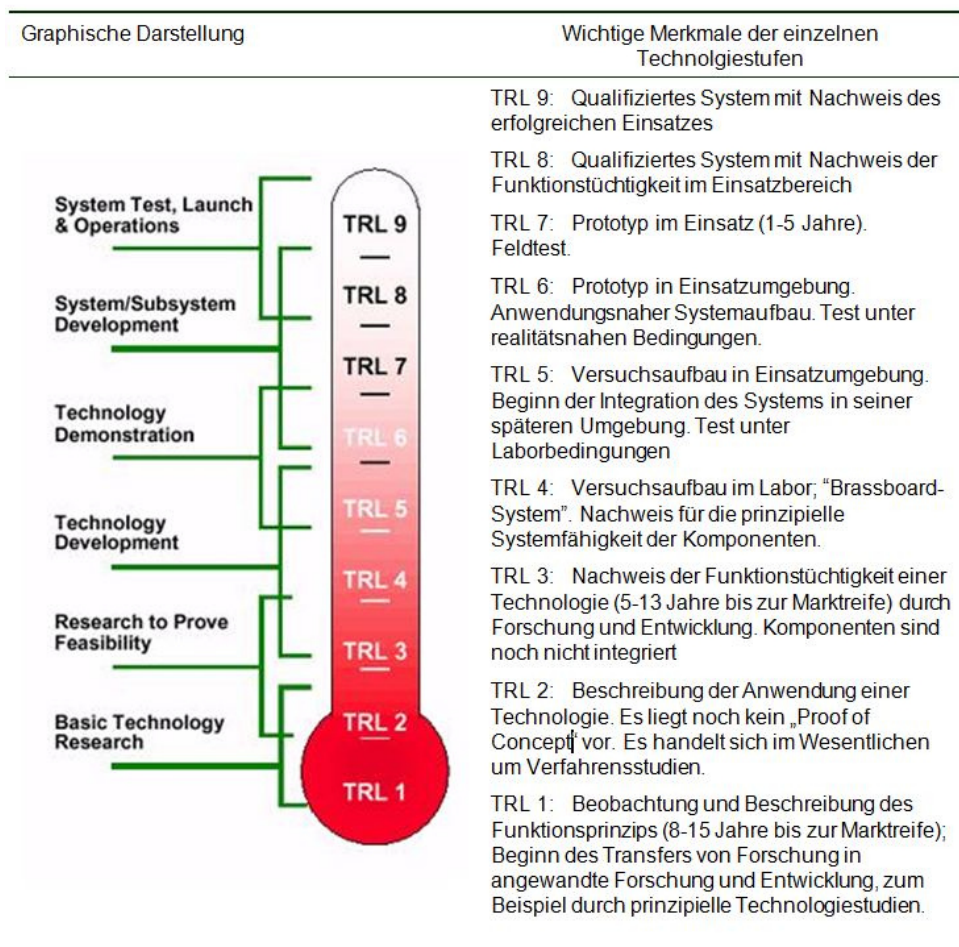 Graphische Darstellung
Wichtige Merkmale der einzelnen
Technolgiestufen
System Test, Launch
& Operations
System/Subsystem
Development
Technology
Demonstration
Technology
Development
Research to Prove
Feasibility
Basic Technology
Research
TRL 9
TRL 8
TRL 7
TRL 6
TRL 5
TRL 4
TRL 3
TRL 2
TRL 1
TRL 9: Qualifiziertes System mit Nachweis des
erfolgreichen Einsatzes
TRL 8: Qualifiziertes System mit Nachweis der
Funktionstüchtigkeit im Einsatzbereich
TRL 7: Prototyp im Einsatz (1-5 Jahre).
Feldtest.
TRL 6: Prototyp in Einsatzumgebung.
Anwendungsnaher Systemaufbau. Test unter
realitätsnahen Bedingungen.
TRL 5: Versuchsaufbau in Einsatzumgebung.
Beginn der Integration des Systems in seiner
späteren Umgebung. Test unter
Laborbedingungen
TRL 4: Versuchsaufbau im Labor; “Brassboard-
System”. Nachweis für die prinzipielle
Systemfähigkeit der Komponenten.
TRL 3: Nachweis der Funktionstüchtigkeit einer
Technologie (5-13 Jahre bis zur Marktreife) durch
Forschung und Entwicklung. Komponenten sind
noch nicht integriert
TRL 2: Beschreibung der Anwendung einer
Technologie. Es liegt noch kein „Proof of
Concept‘ vor. Es handelt sich im Wesentlichen
um Verfahrensstudien.
TRL 1: Beobachtung und Beschreibung des
Funktionsprinzips (8-15 Jahre bis zur Marktreife);
Beginn des Transfers von Forschung in
angewandte Forschung und Entwicklung, zum
Beispiel durch prinzipielle Technologiestudien.